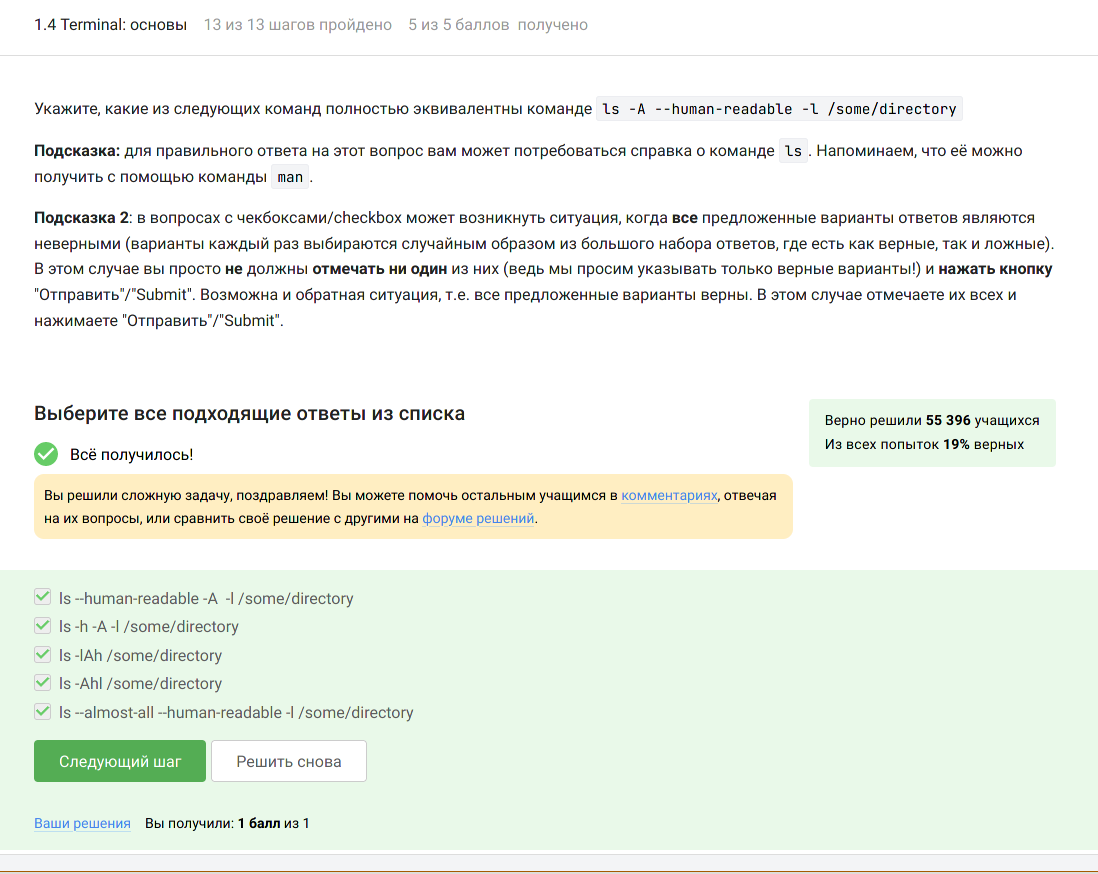 1.4 Terminal: основы 13 из 13 шагов пройдено 5 из 5 баллов получено
Укажите, какие из следующих команд полностью эквивалентны команде ls -A --human-readable -l /some/directory
Подсказка: для правильного ответа на этот вопрос вам может потребоваться справка о команде ls. Напоминаем, что её можно
получить с помощью команды man.
Подсказка 2: в вопросах с чекбоксами/checkbox может возникнуть ситуация, когда все предложенные варианты ответов являются
неверными (варианты каждый раз выбираются случайным образом из большого набора ответов, где есть как верные, так и ложные).
В этом случае вы просто не должны отмечать ни один из них (ведь мы просим указывать только верные варианты!) и нажать кнопку
"Отправить"/"Submit". Возможна и обратная ситуация, т.е. все предложенные варианты верны. В этом случае отмечаете их всех и
нажимаете "Отправить"/"Submit".
Выберите все подходящие ответы из списка
Верно решили 55 396 учащихся
Из всех попыток 19% верных
Всё получилось!
Вы решили сложную задачу, поздравляем! Вы можете помочь остальным учащимся в комментариях, отвечая
на их вопросы, или сравнить своё решение с другими на форуме решений.
ls --human-readable -A  -l /some/directory
ls -h -A -l /some/directory
ls -lAh /some/directory
ls -Ahl /some/directory
ls --almost-all --human-readable -l /some/directory
Следующий шаг Решить снова
Ваши решения Вы получили: 1 балл из 1